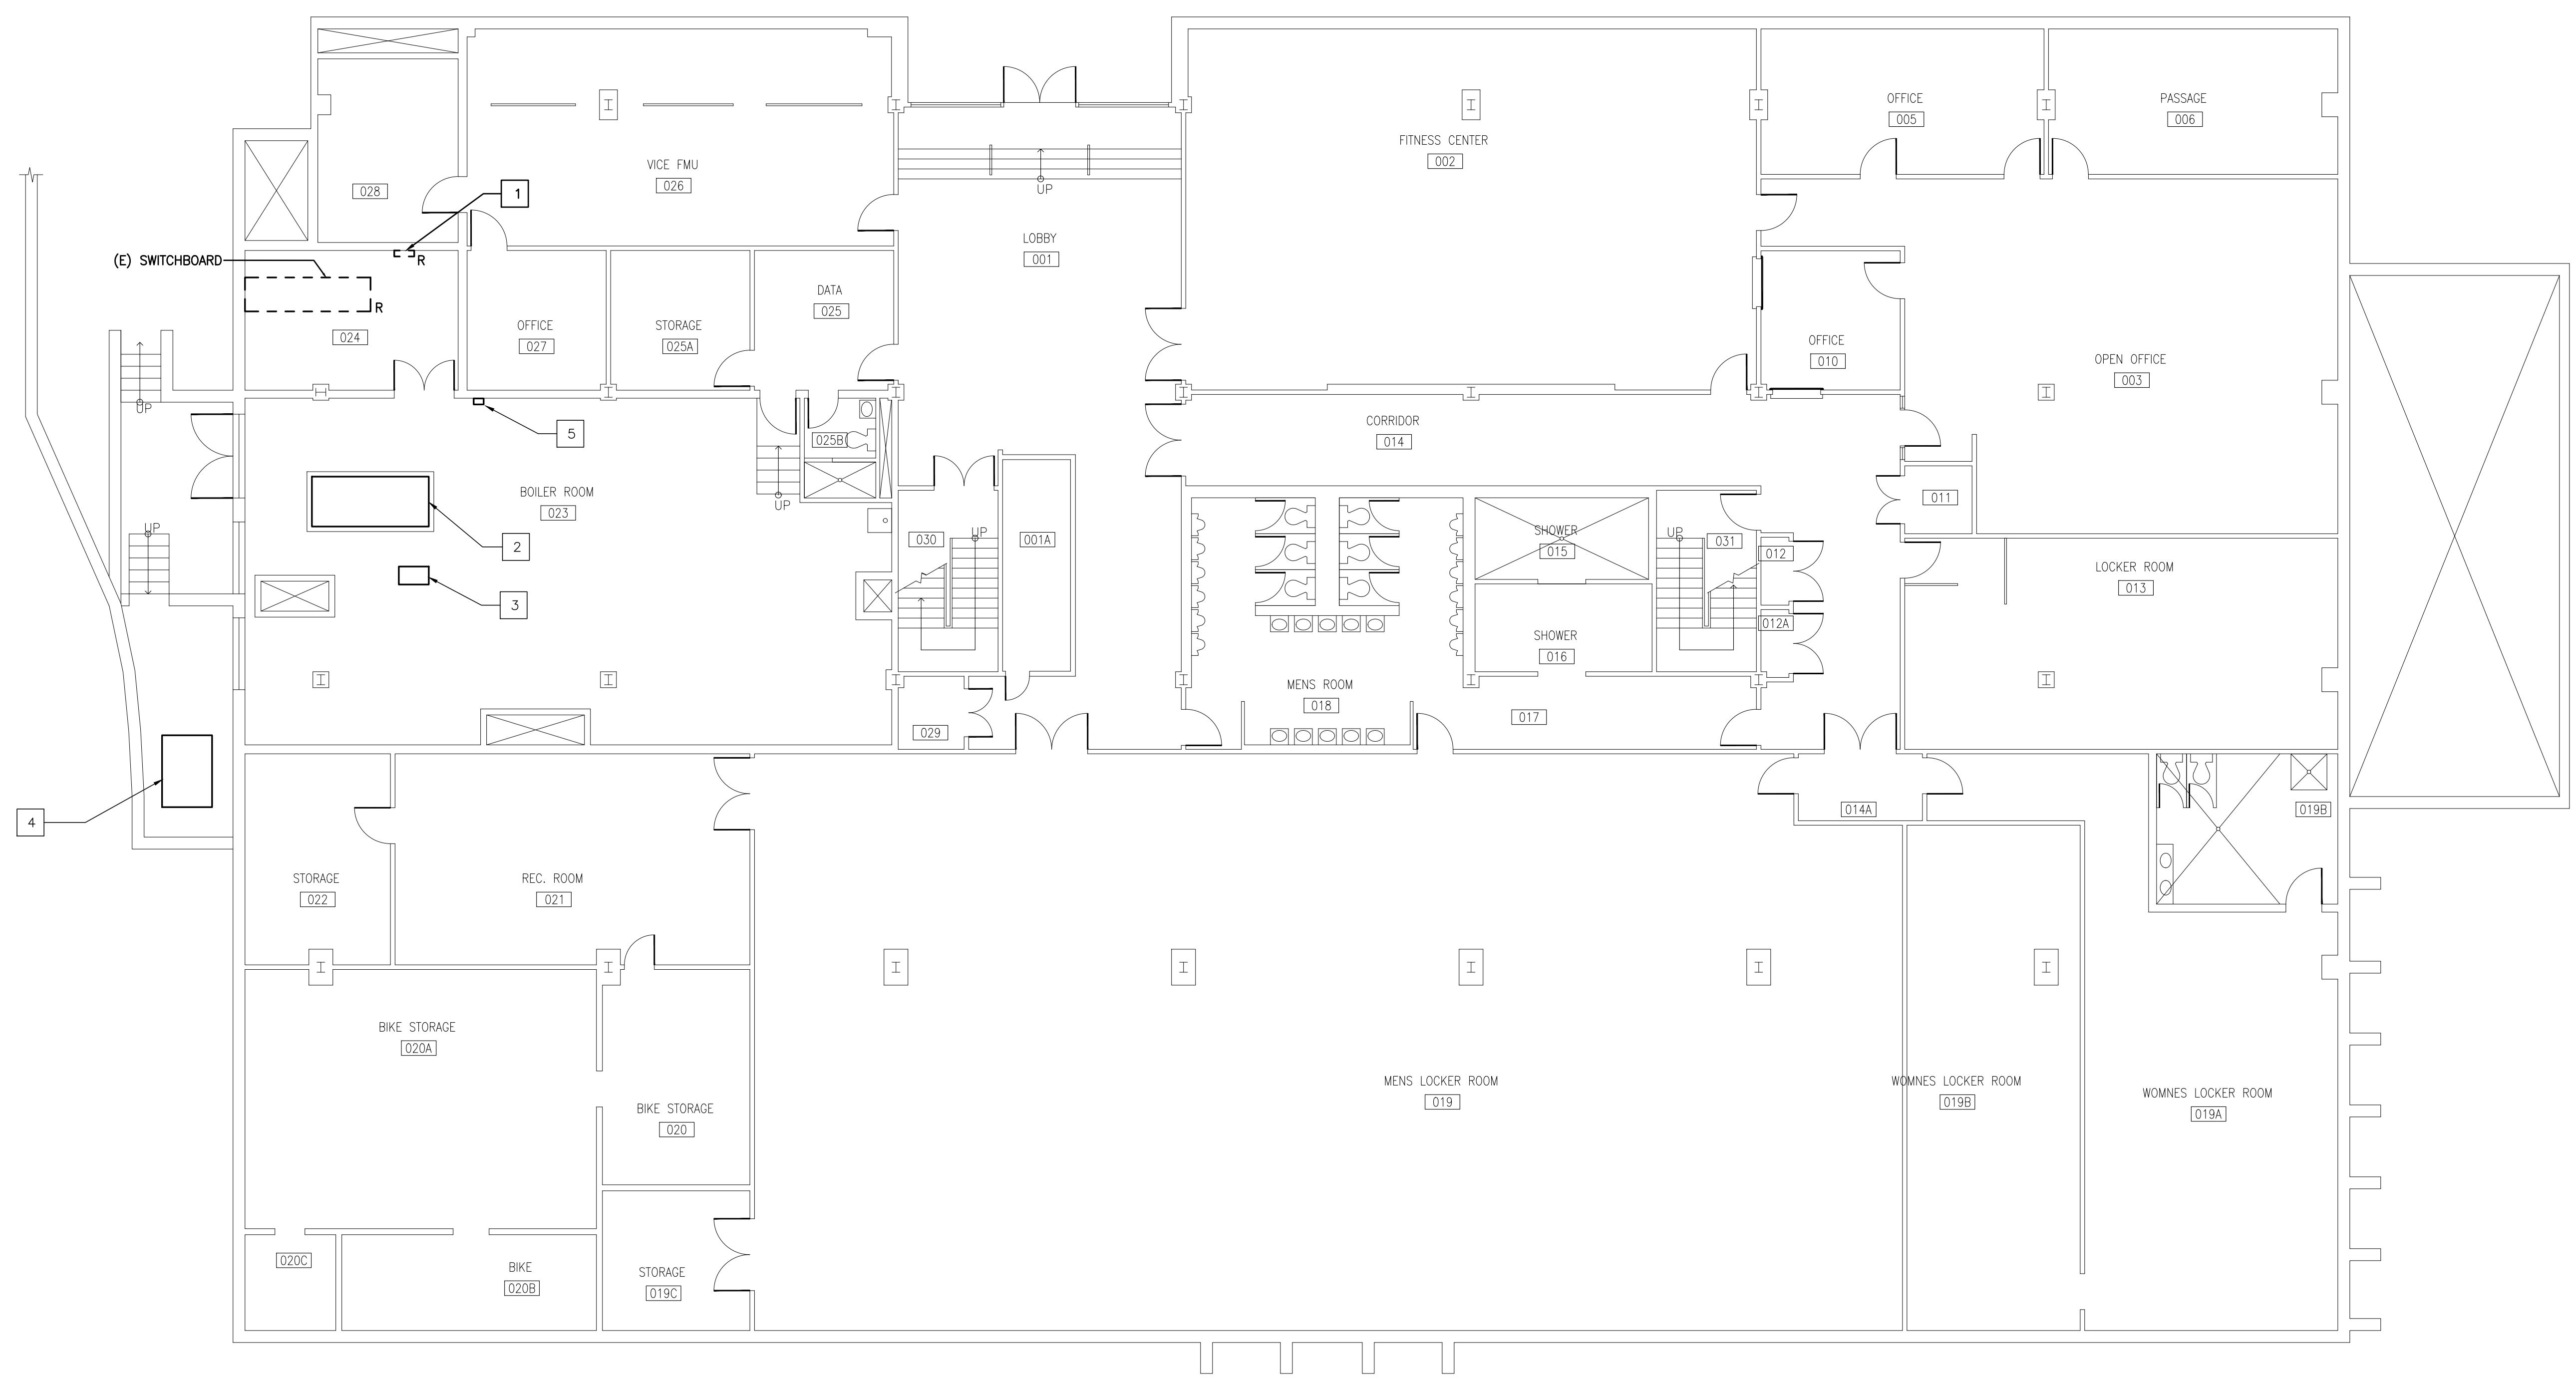 OFFICE
005
PASSAGE
006
FITNESS CENTER
002
VICE FMU
026
028
1
UP
LOBBY
001
(E) SWITCHBOARD
R
R
DATA
025
OFFICE
027
STORAGE
025A
024
OFFICE
010
OPEN OFFICE
003
UP
5
025B
CORRIDOR
014
BOILER ROOM
023
UP
011
UP
2
030
UP
001A
SHOWER
015
UP
031
012
3
LOCKER ROOM
013
012A
SHOWER
016
MENS ROOM
018
017
029
4
014A
019B
STORAGE
022
REC. ROOM
021
BIKE STORAGE
020A
BIKE STORAGE
020
MENS LOCKER ROOM
019
WOMNES LOCKER ROOM
019B
WOMNES LOCKER ROOM
019A
020C
BIKE
020B
STORAGE
019C